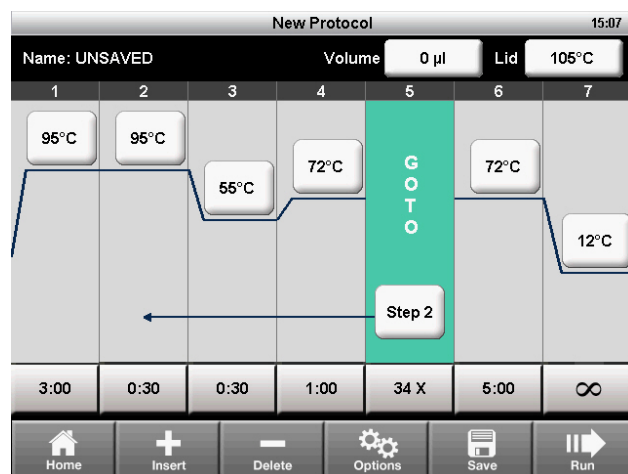 New Protocol 15:07
Name: UNSAVED Volume 0 µl Lid 105°C
1 2 3 4 5 6 7
95°C 95°C 55°C 72°C GOTO 72°C 12°C
Step 2
3:00 0:30 0:30 1:00 34 X 5:00 ∞
Home Insert Delete Options Save Run